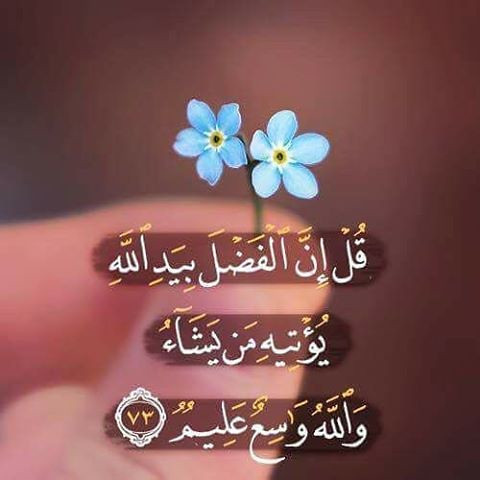 قُلْ إِنَّ ٱلْفَضْلَ بِيَدِ ٱللَّهِ
يُؤْتِيهِ مَن يَشَآءُ
وَٱللَّهُ وَٰسِعٌ عَلِيمٌ ٧٣